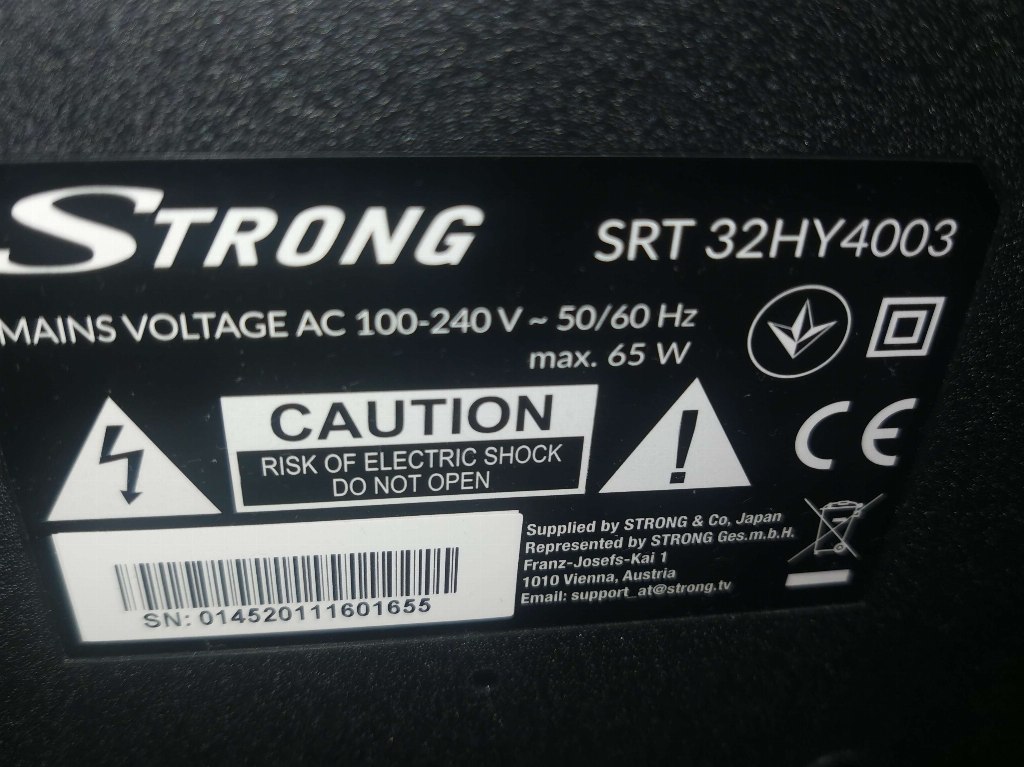 STRONG
SRT 32HY4003
MAINS VOLTAGE AC 100-240 V ~ 50/60 Hz
max. 65 W
CE
CAUTION
RISK OF ELECTRIC SHOCK
DO NOT OPEN
Supplied by STRONG & Co, Japan
Represented by STRONG Ges.m.b.H.
Franz-Josefs-Kai 1
1010 Vienna, Austria
Email: support_at@strong.tv
SN: 014520111601655